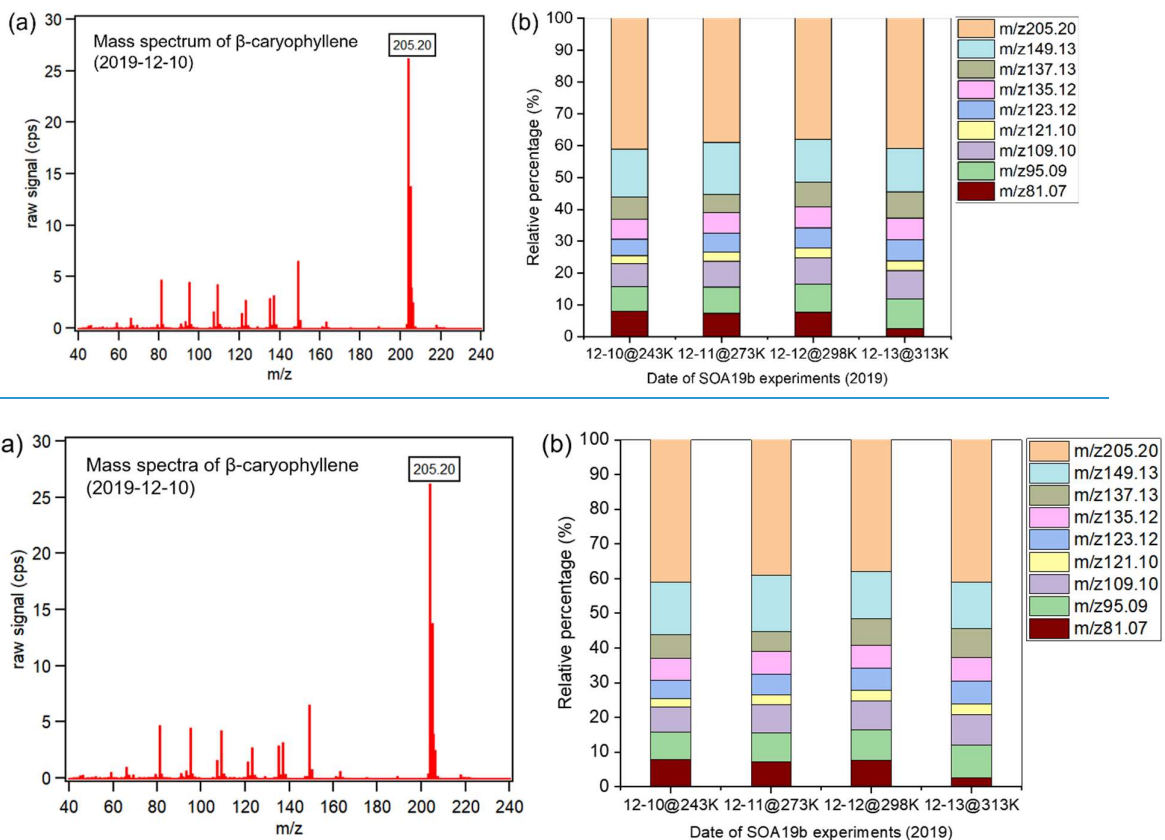 (a)
Mass spectrum of β-caryophyllene
(2019-12-10)
205.20
30
25
20
15
10
5
0
raw signal (cps)
40 60 80 100 120 140 160 180 200 220 240
m/z
(b)
100
90
80
70
60
50
40
30
20
10
0
Relative percentage (%)
12-10@243K 12-11@273K 12-12@298K 12-13@313K
Date of SOA19b experiments (2019)
m/z205.20
m/z149.13
m/z137.13
m/z135.12
m/z123.12
m/z121.10
m/z109.10
m/z95.09
m/z81.07
a)
Mass spectra of β-caryophyllene
(2019-12-10)
205.20
30
25
20
15
10
5
0
raw signal (cps)
40 60 80 100 120 140 160 180 200 220 240
m/z
(b)
100
90
80
70
60
50
40
30
20
10
0
Relative percentage (%)
12-10@243K 12-11@273K 12-12@298K 12-13@313K
Date of SOA19b experiments (2019)
m/z205.20
m/z149.13
m/z137.13
m/z135.12
m/z123.12
m/z121.10
m/z109.10
m/z95.09
m/z81.07